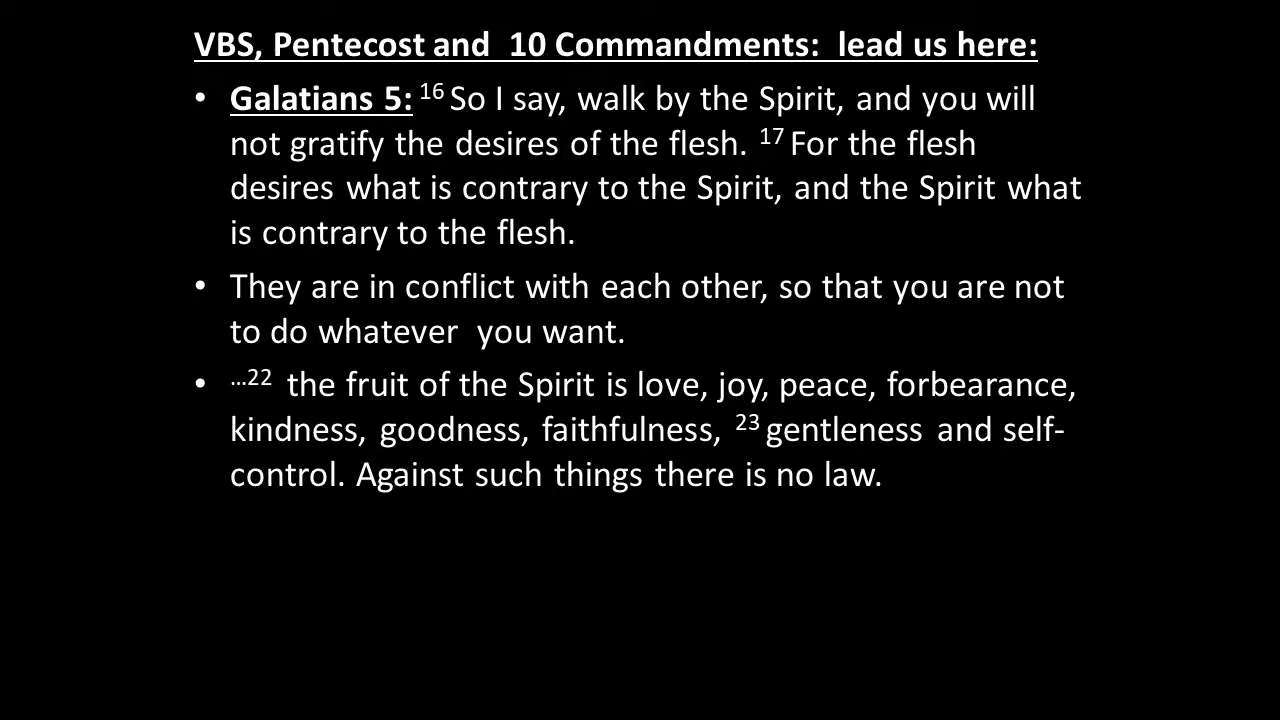 VBS, Pentecost and  10 Commandments:  lead us here:
• Galatians 5: 16 So I say, walk by the Spirit, and you will
not gratify the desires of the flesh. 17 For the flesh
desires what is contrary to the Spirit, and the Spirit what
is contrary to the flesh.
• They are in conflict with each other, so that you are not
to do whatever  you want.
• …22  the fruit of the Spirit is love, joy, peace, forbearance,
kindness, goodness, faithfulness, 23 gentleness and self-
control. Against such things there is no law.